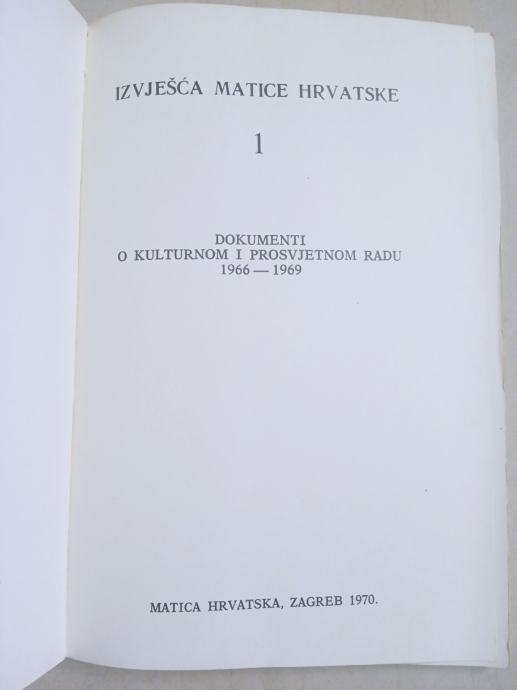 IZVJEŠĆA MATICE HRVATSKE
1
DOKUMENTI
O KULTURNOM I PROSVJETNOM RADU
1966 — 1969
MATICA HRVATSKA, ZAGREB 1970.